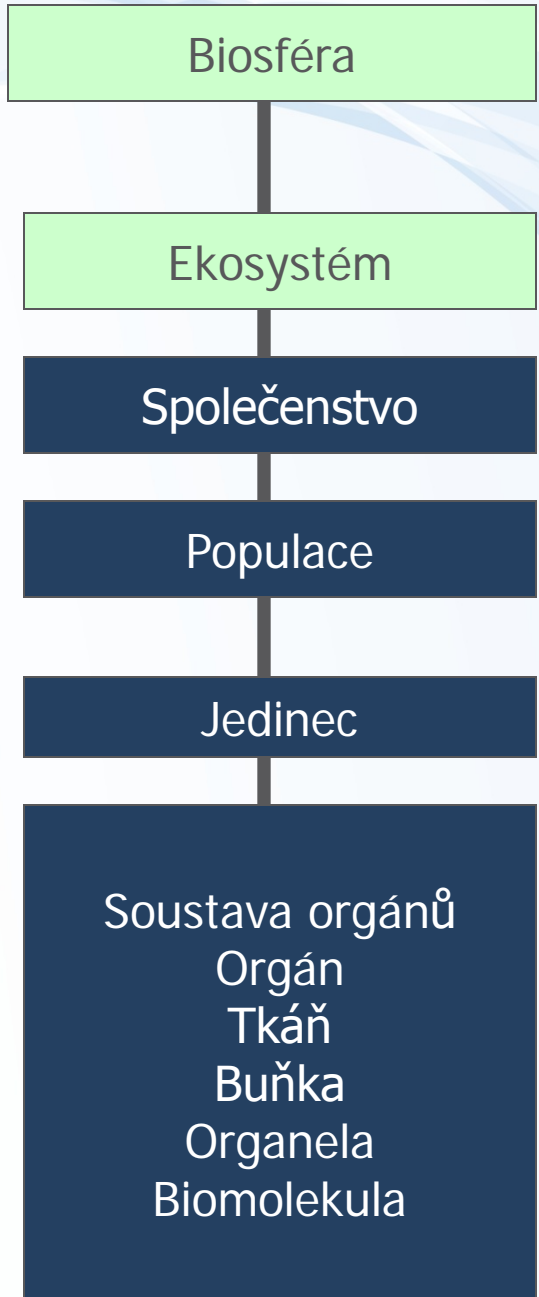 Biosféra
Ekosystém
Společenstvo
Populace
Jedinec
Soustava orgánů
Orgán
Tkáň
Buňka
Organela
Biomolekula